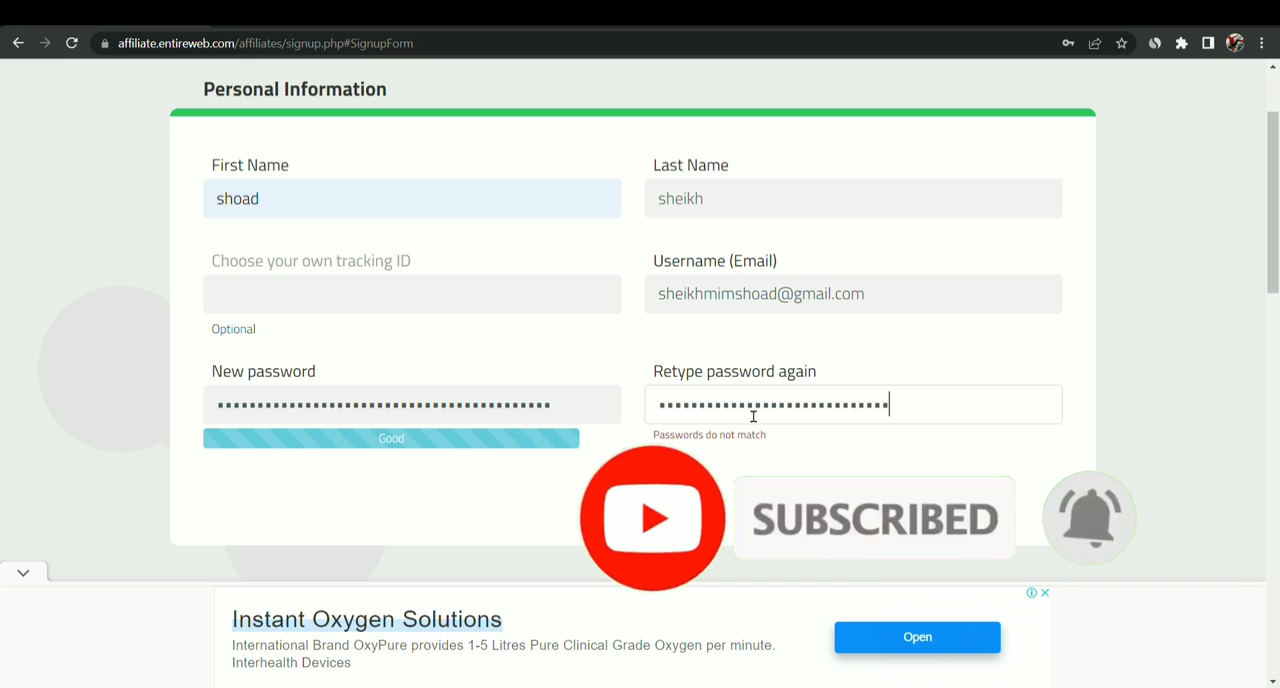 affiliate.entireweb.com/affiliates/signup.php#SignupForm
Personal Information
First Name
Last Name
shoad
sheikh
Choose your own tracking ID
Username (Email)
sheikhmimshoad@gmail.com
Optional
New password
Retype password again
Good
Passwords do not match
SUBSCRIBED
Instant Oxygen Solutions
International Brand OxyPure provides 1-5 Litres Pure Clinical Grade Oxygen per minute.
Interhealth Devices
Open